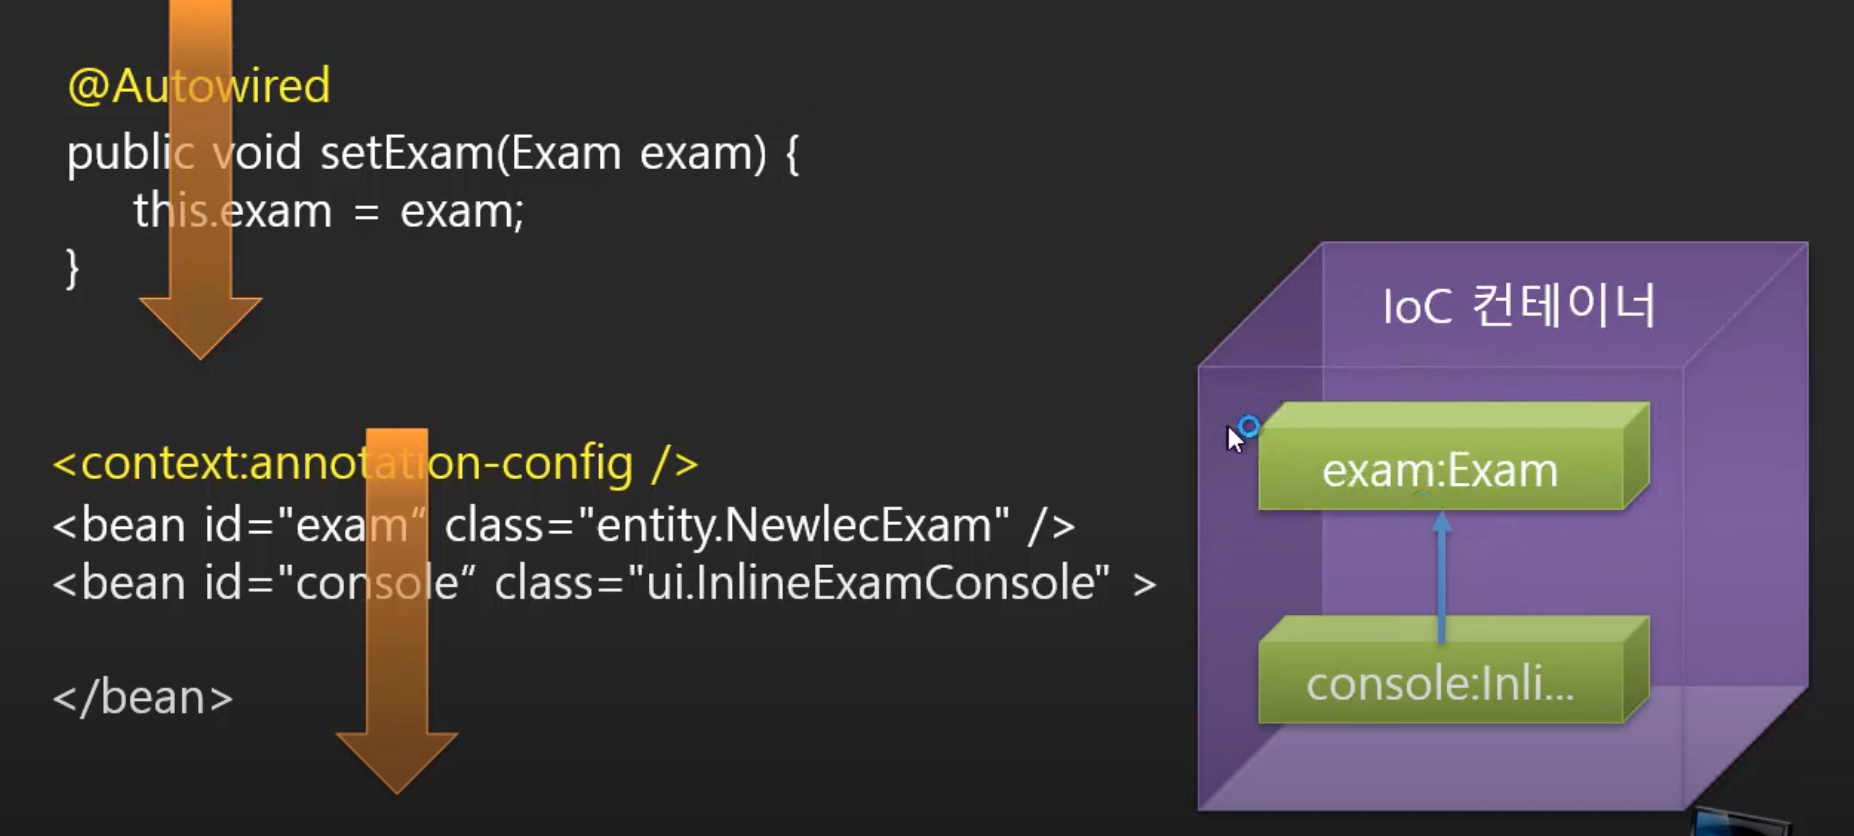 @Autowired
public void setExam(Exam exam) {
this.exam = exam;
}
<context:annotation-config />
<bean id="exam“ class="entity.NewlecExam" />
<bean id="console“ class="ui.InlineExamConsole" >
</bean>
IoC 컨테이너
exam:Exam
console:Inli...